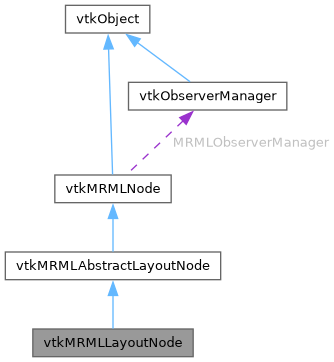 vtkObject
vtkObserverManager
MRMLObserverManager
vtkMRMLNode
vtkMRMLAbstractLayoutNode
vtkMRMLLayoutNode